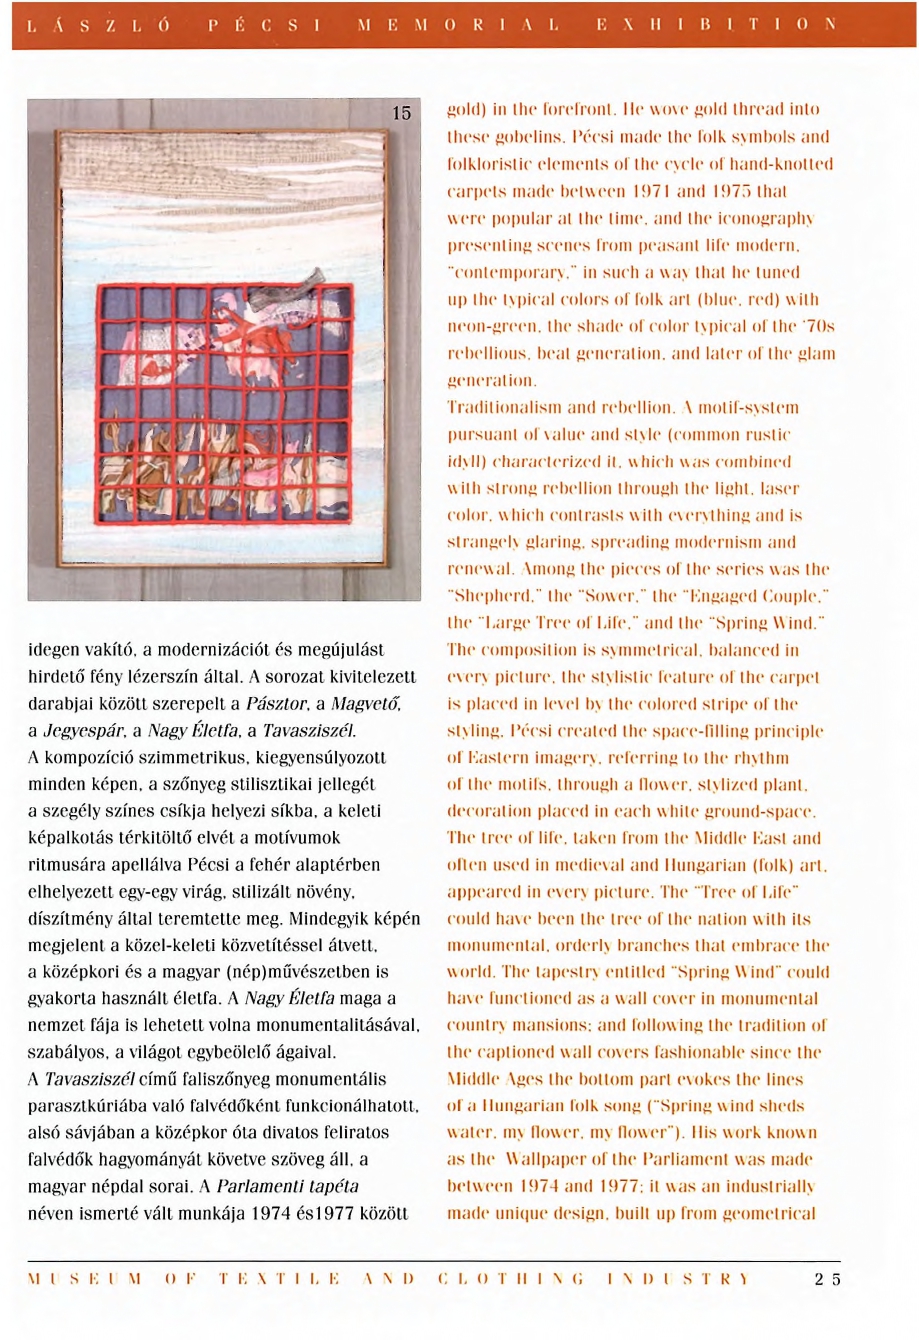 LÁSZLÓ PÉCSI MEMORIAL EXHIBITION
15
idegen vakító, a modernizációt és megújulást
hirdető fény lézerszín által. A sorozat kivitelezett
darabjai között szerepelt a Pásztor, a Magvető,
a Jegyespár, a Nagy Életfa, a Tavasziszél.
A kompozíció szimmetrikus, kiegyensúlyozott
minden képen, a szőnyeg stilisztikai jellegét
a szegély színes csíkja helyezi síkba, a keleti
képalkotás térkitöltő elvét a motívumok
ritmusára apellálva Pécsi a fehér alaptérben
elhelyezett egy-egy virág, stilizált növény,
díszítmény által teremtette meg. Mindegyik képén
megjelent a közel-keleti közvetítéssel átvett,
a középkori és a magyar (nép)művészetben is
gyakorta használt életfa. A Nagy Életfa maga a
nemzet fája is lehetett volna monumentalitásával,
szabályos, a világot egybeölelő ágaival.
A Tavasziszél című faliszőnyeg monumentális
parasztkúriába való falvédőként funkcionálhatott,
alsó sávjában a középkor óta divatos feliratos
falvédők hagyományát követve szöveg áll, a
magyar népdal sorai. A Parlamenti tapéta
néven ismerté vált munkája 1974 és1977 között
gold) in the forefront. He wove gold thread into
these gobelins. Pécsi made the folk symbols and
folkloristic elements of the cycle of hand-knotted
carpets made between 1971 and 1975 that
were popular at the time, and the iconography
presenting scenes from peasant life modern,
"contemporary," in such a way that he tuned
up the typical colors of folk art (blue, red) with
neon-green, the shade of color typical of the '70s
rebellious, beat generation, and later of the glam
generation.
Traditionalism and rebellion. A motif-system
pursuant of value and style (common rustic
idyll) characterized it, which was combined
with strong rebellion through the light, laser
color, which contrasts with everything and is
strangely glaring, spreading modernism and
renewal. Among the pieces of the series was the
"Shepherd," the "Sower," the "Engaged Couple,"
the "Large Tree of Life," and the "Spring Wind."
The composition is symmetrical, balanced in
every picture, the stylistic feature of the carpet
is placed in level by the colored stripe of the
styling. Pécsi created the space-filling principle
of Eastern imagery, referring to the rhythm
of the motifs, through a flower, stylized plant,
decoration placed in each white ground-space.
The tree of life, taken from the Middle East and
often used in medieval and Hungarian (folk) art,
appeared in every picture. The "Tree of Life"
could have been the tree of the nation with its
monumental, orderly branches that embrace the
world. The tapestry entitled "Spring Wind" could
have functioned as a wall cover in monumental
country mansions; and following the tradition of
the captioned wall covers fashionable since the
Middle Ages the bottom part evokes the lines
of a Hungarian folk song ("Spring wind sheds
water, my flower, my flower"). His work known
as the Wallpaper of the Parliament was made
between 1974 and 1977; it was an industrially
made unique design, built up from geometrical
MUSEUM OF TEXTILE AND CLOTHING INDUSTRY 25